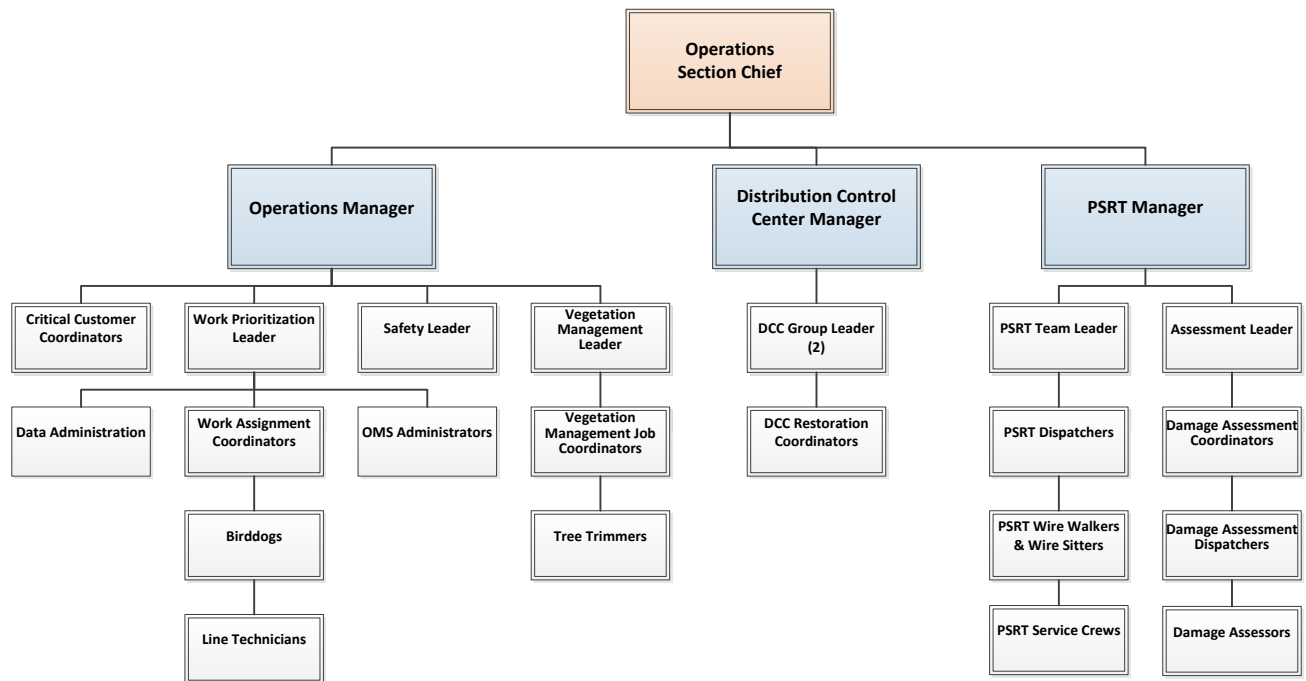 Operations
Section Chief
Operations Manager
Distribution Control
Center Manager
PSRT Manager
Critical Customer
Coordinators
Work Prioritization
Leader
Safety Leader
Vegetation
Management
Leader
DCC Group Leader
(2)
PSRT Team Leader
Assessment Leader
Data Administration
Work Assignment
Coordinators
OMS Administrators
Vegetation
Management Job
Coordinators
DCC Restoration
Coordinators
PSRT Dispatchers
Damage Assessment
Coordinators
Birddogs
Tree Trimmers
PSRT Wire Walkers
& Wire Sitters
Damage Assessment
Dispatchers
Line Technicians
PSRT Service Crews
Damage Assessors